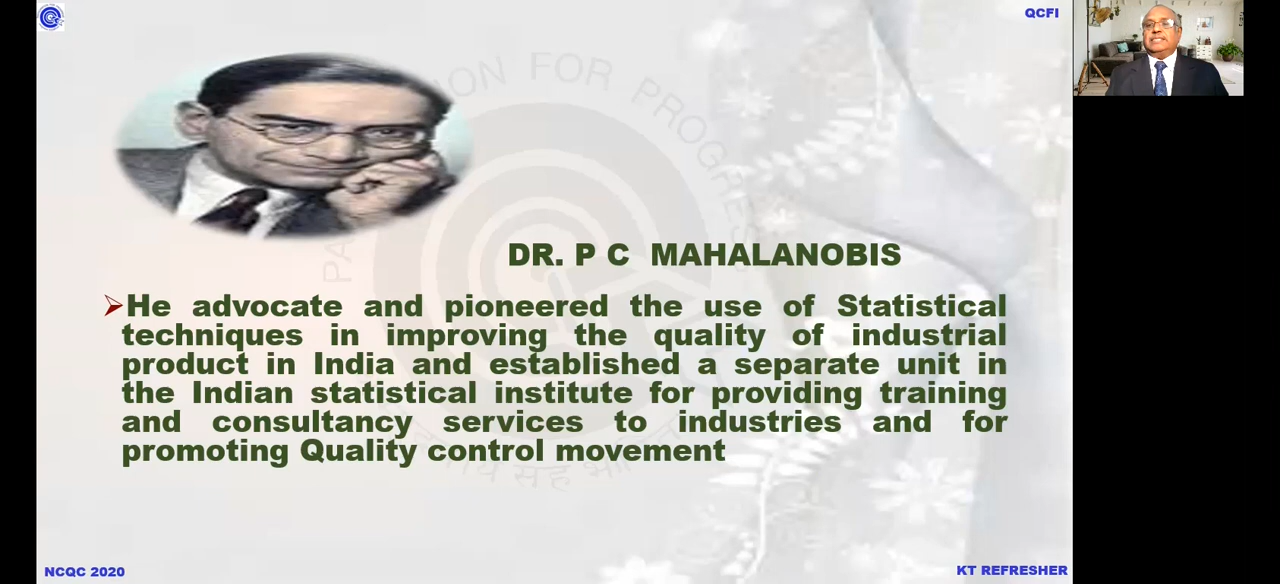 QCFI
DR. P C MAHALANOBIS
He advocate and pioneered the use of Statistical
techniques in improving the quality of industrial
product in India and established a separate unit in
the Indian statistical institute for providing training
and consultancy services to industries and for
promoting Quality control movement
NCQC 2020
KT REFRESHER